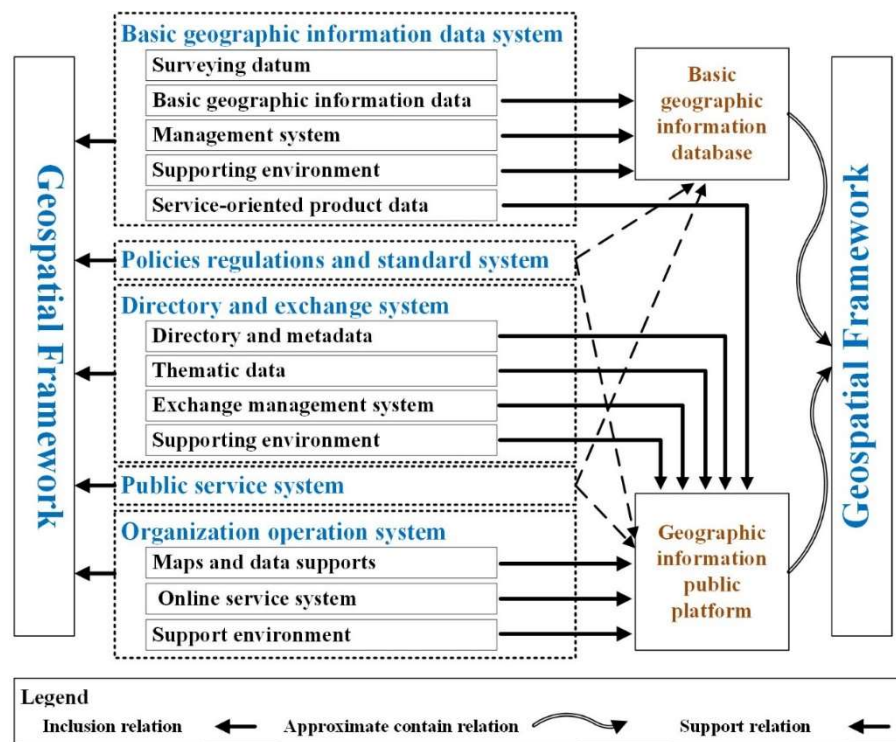 Geospatial Framework
Basic geographic information data system
Surveying datum
Basic geographic information data
Management system
Supporting environment
Service-oriented product data
Policies regulations and standard system
Directory and exchange system
Directory and metadata
Thematic data
Exchange management system
Supporting environment
Public service system
Organization operation system
Maps and data supports
Online service system
Support environment
Basic
geographic
information
database
Geographic
information
public
platform
Geospatial Framework
Legend
Inclusion relation
Approximate contain relation
Support relation